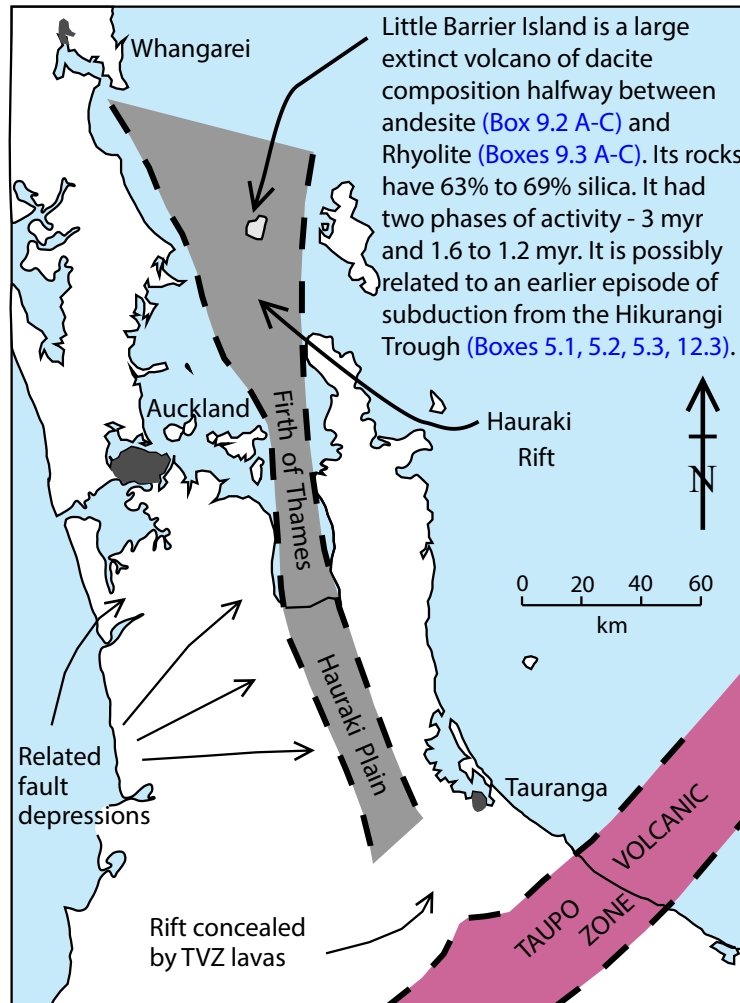 Whangarei
Little Barrier Island is a large
extinct volcano of dacite
composition halfway between
andesite (Box 9.2 A-C) and
Rhyolite (Boxes 9.3 A-C). Its rocks
have 63% to 69% silica. It had
two phases of activity - 3 myr
and 1.6 to 1.2 myr. It is possibly
related to an earlier episode of
subduction from the Hikurangi
Trough (Boxes 5.1, 5.2, 5.3, 12.3).
Auckland
Hauraki
Rift
Firth of Thames
N
0 20 40 60
km
Hauraki Plain
Related
fault
depressions
Tauranga
Rift concealed
by TVZ lavas
TAUPO VOLCANIC
ZONE